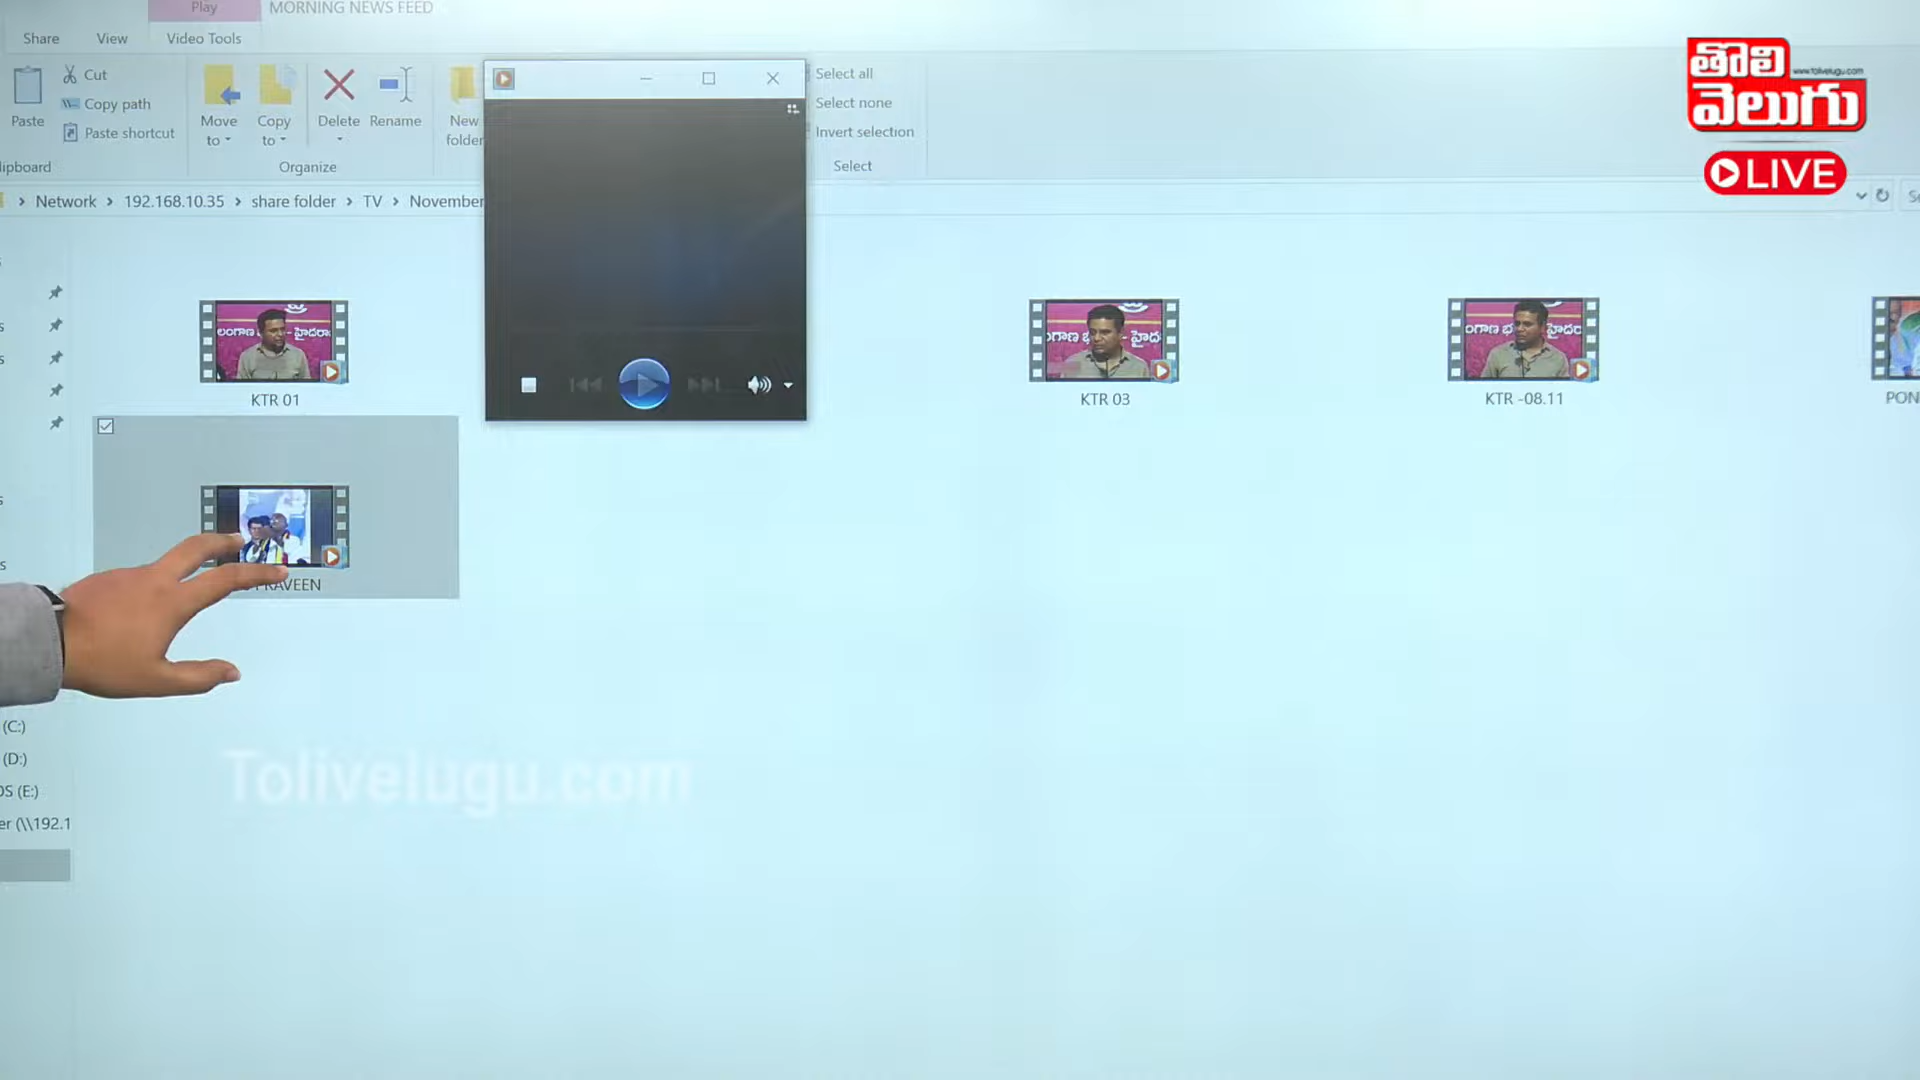 Play
MORNING NEWS FEED
Share
View
Video Tools
Cut
Copy path
Paste shortcut
Paste
Move to
Copy to
Delete
Rename
New folder
Select all
Select none
Invert selection
lipboard
Organize
Select
తొలి
వెలుగు
www.tolivelugu.com
LIVE
Network
192.168.10.35
share folder
TV
November
KTR 01
KTR 03
KTR -08.11
PON
RAVEEN
(C:)
(D:)
OS (E:)
er (\\192.1
Tolivelugu.com